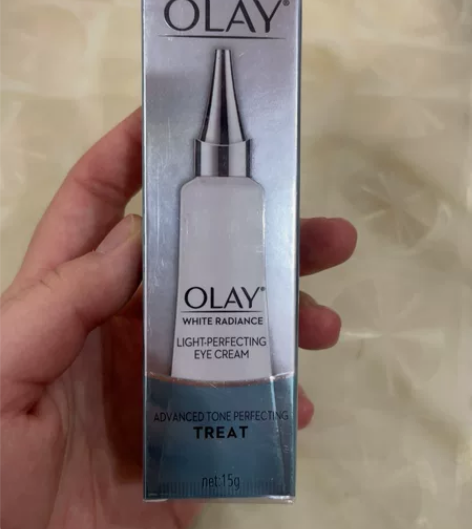 OLAY®
OLAY®
WHITE RADIANCE
LIGHT-PERFECTING
EYE CREAM
ADVANCED TONE PERFECTING
TREAT
net 15g